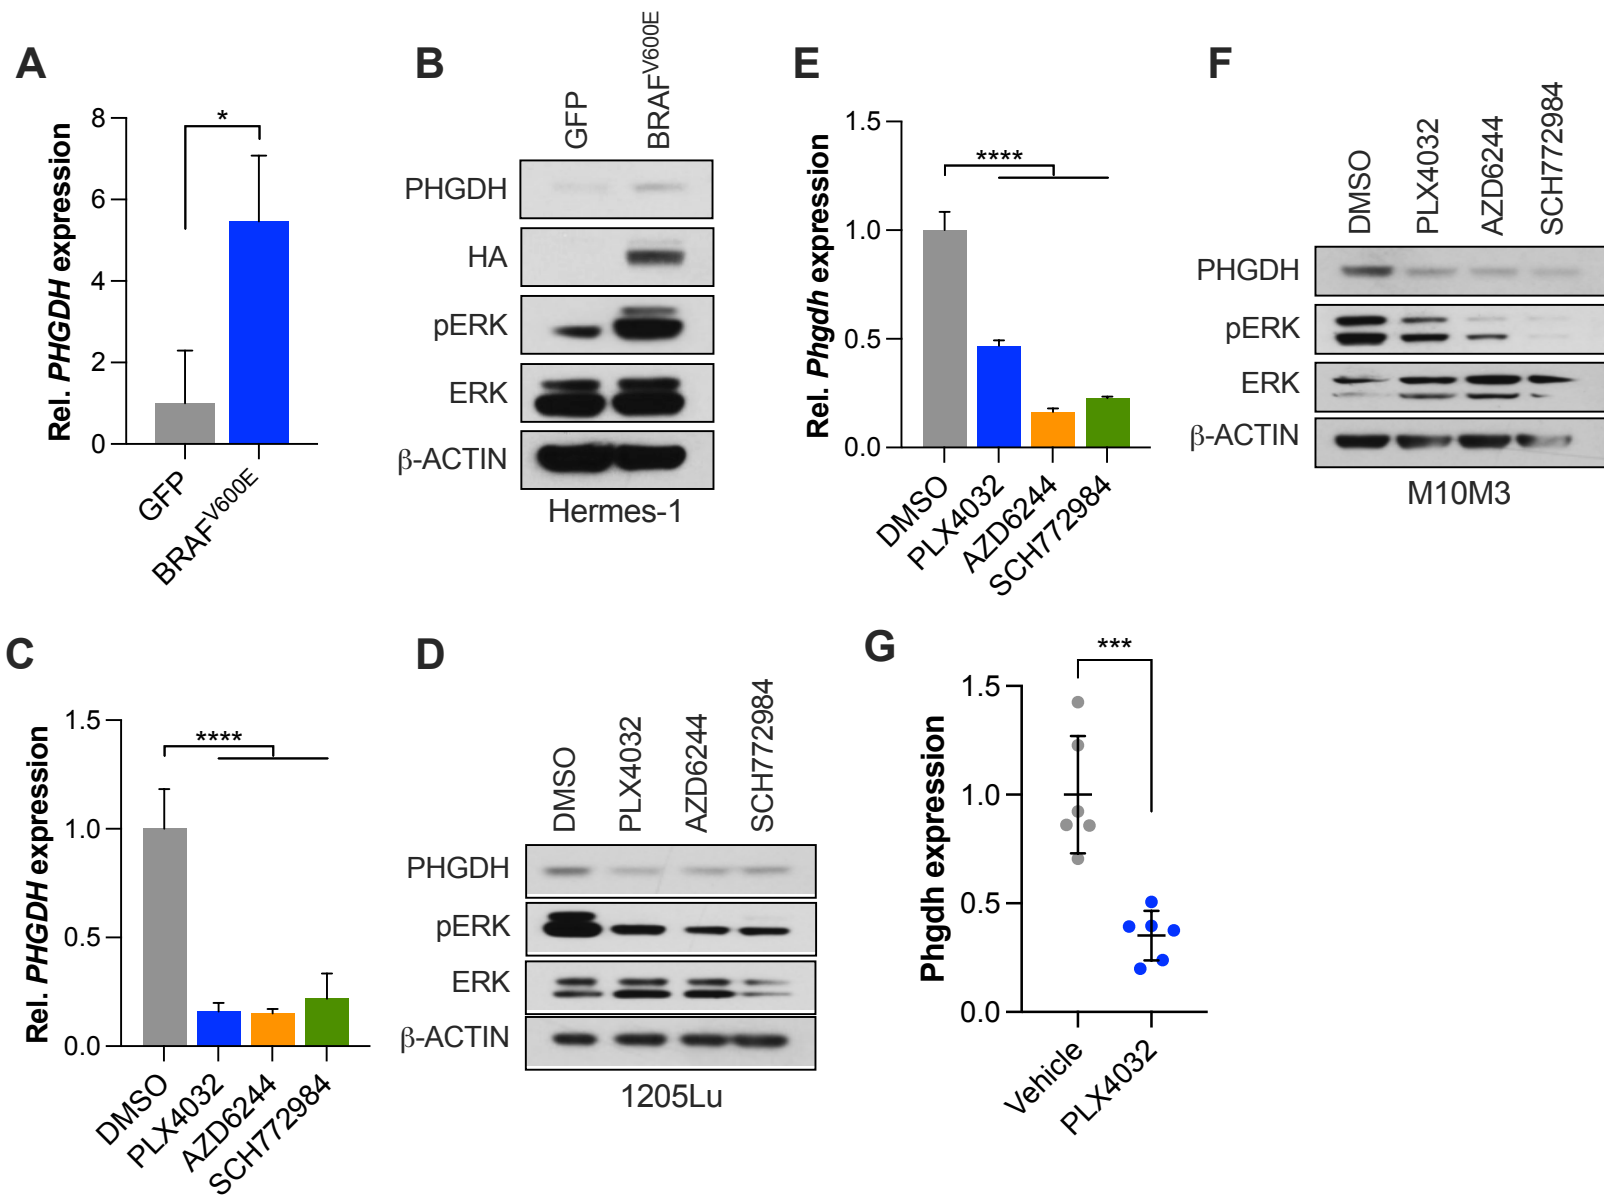 A
Rel. PHGDH expression
8
6
4
2
0
*
GFP
BRAFV600E
B
GFP
BRAFV600E
PHGDH
HA
pERK
ERK
β-ACTIN
Hermes-1
C
Rel. PHGDH expression
1.5
1.0
0.5
0.0
****
DMSO
PLX4032
AZD6244
SCH772984
D
DMSO
PLX4032
AZD6244
SCH772984
PHGDH
pERK
ERK
β-ACTIN
1205Lu
E
Rel. Phgdh expression
1.5
1.0
0.5
0.0
****
DMSO
PLX4032
AZD6244
SCH772984
F
DMSO
PLX4032
AZD6244
SCH772984
PHGDH
pERK
ERK
β-ACTIN
M10M3
G
Phgdh expression
1.5
1.0
0.5
0.0
***
Vehicle
PLX4032